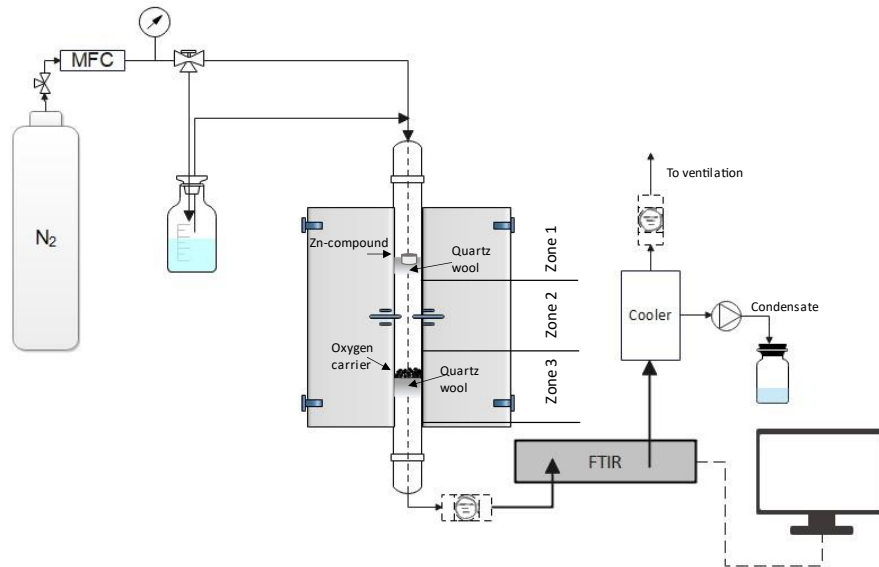 MFC
N₂
To ventilation
Zn-compound
Quartz
wool
Zone 1
Zone 2
Cooler
Condensate
Oxygen
carrier
Quartz
wool
Zone 3
FTIR